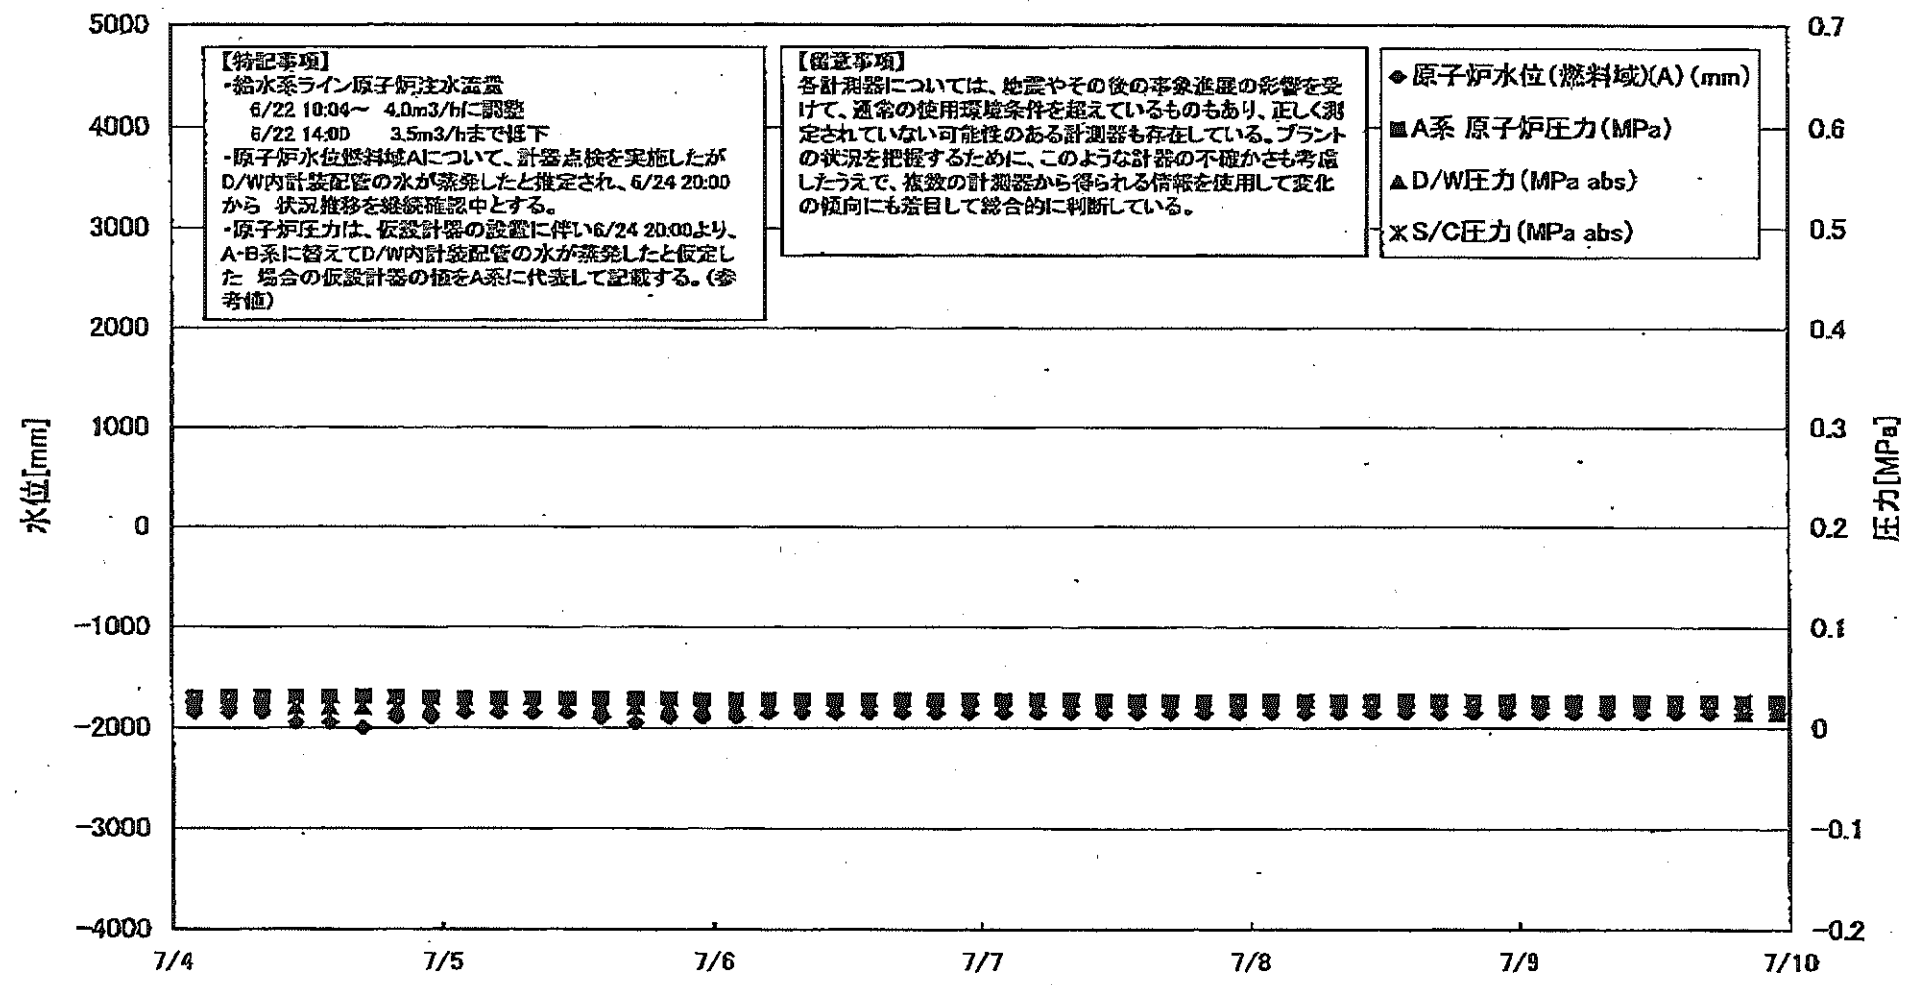 5000
4000
3000
2000
1000
0
-1000
-2000
-3000
-4000
水位[mm]
【特記事項】
・給水系ライン原子炉注水流量
6/22 10:04～ 4.0m3/hに調整
6/22 14:00 3.5m3/hまで低下
・原子炉水位燃料域Aについて、計器点検を実施したが
D/W内計装配管の水が蒸発したと推定され、6/24 20:00
から 状況推移を継続確認中とする。
・原子炉圧力は、仮設計器の設置に伴い6/24 20:00より、
A・B系に替えてD/W内計装配管の水が蒸発したと仮定し
た 場合の仮設計器の値をA系に代表して記載する。(参
考値)
【留意事項】
各計測器については、地震やその後の事象進展の影響を受
けて、通常の使用環境条件を超えているものもあり、正しく測
定されていない可能性のある計測器も存在している。プラント
の状況を把握するために、このような計器の不確かさも考慮
したうえで、複数の計測器から得られる情報を使用して変化
の傾向にも着目して総合的に判断している。
原子炉水位(燃料域)(A) (mm)
A系 原子炉圧力(MPa)
D/W圧力(MPa abs)
S/C圧力(MPa abs)
0.7
0.6
0.5
0.4
0.3
0.2
0.1
0
-0.1
-0.2
圧力[MPa]
7/4
7/5
7/6
7/7
7/8
7/9
7/10